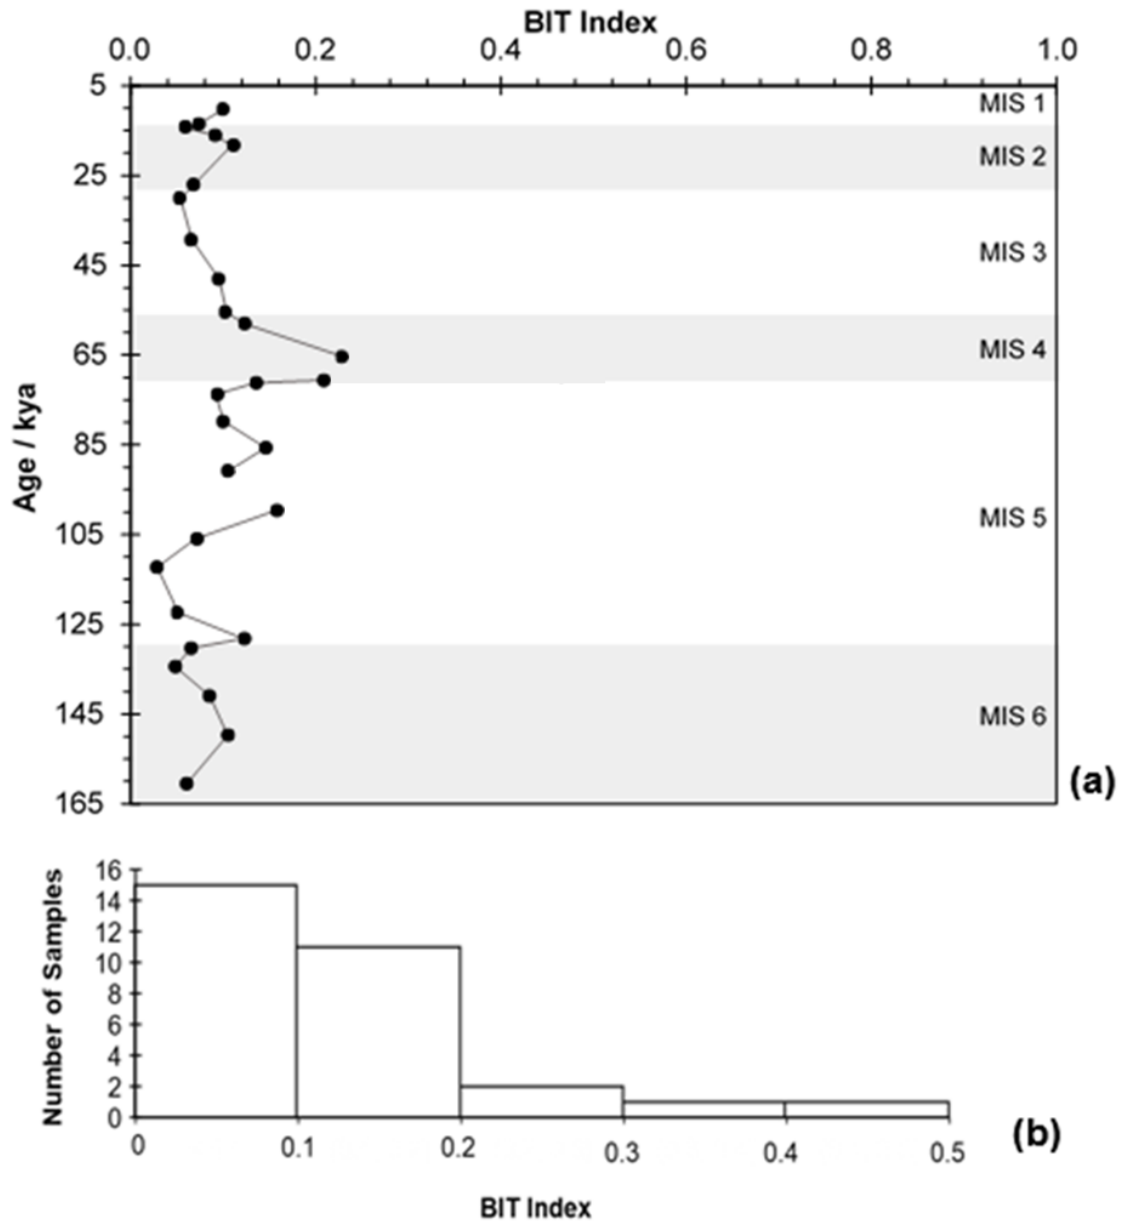 BIT Index
0.0 0.2 0.4 0.6 0.8 1.0
5
MIS 1
MIS 2
25
MIS 3
45
MIS 4
65
85
Age / kya
MIS 5
105
125
MIS 6
145
(a)
165
16
14
12
10
8
6
4
2
0
Number of Samples
(b)
0 0.1 0.2 0.3 0.4 0.5
BIT Index